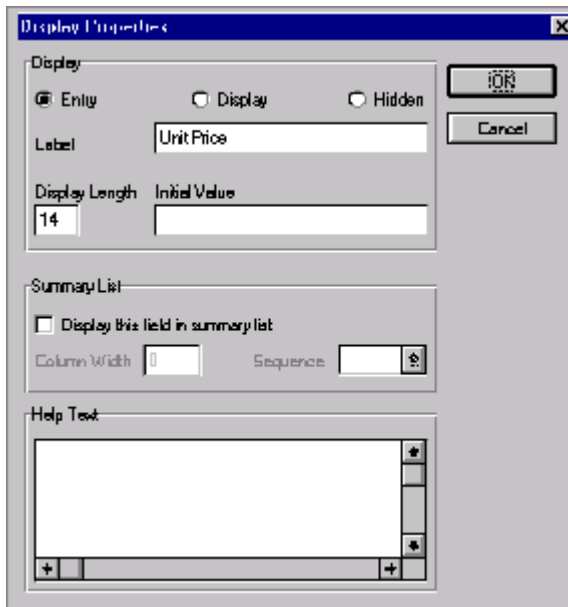 Display Properties
Display
OK
Entry Display Hidden
Cancel
Label Unit Price
Display Length Initial Value
14
Summary List
Display this field in summary list
Column Width 0 Sequence
Help Text